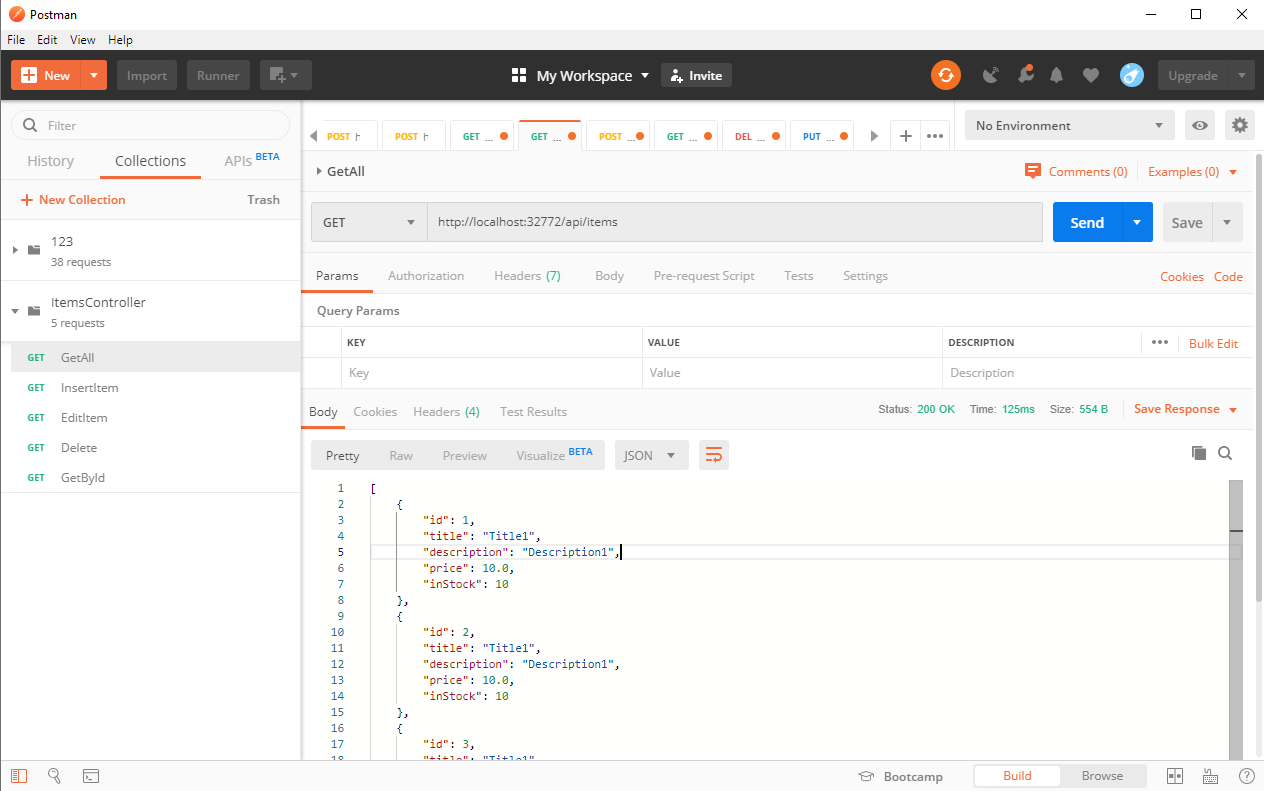 Postman
File Edit View Help
New Import Runner My Workspace Invite Upgrade
Filter
History Collections APIs BETA
New Collection Trash
123
38 requests
ItemsController
5 requests
GET GetAll
GET InsertItem
GET EditItem
GET Delete
GET GetById
POST POST GET ... GET ... POST ... GET ... DEL ... PUT ... No Environment
GetAll Comments (0) Examples (0)
GET http://localhost:32772/api/items Send Save
Params Authorization Headers (7) Body Pre-request Script Tests Settings Cookies Code
Query Params
KEY VALUE DESCRIPTION ••• Bulk Edit
Key Value Description
Body Cookies Headers (4) Test Results Status: 200 OK Time: 125ms Size: 554 B Save Response
Pretty Raw Preview Visualize BETA JSON
1 [
2 {
3 "id": 1,
4 "title": "Title1",
5 "description": "Description1",
6 "price": 10.0,
7 "inStock": 10
8 },
9 {
10 "id": 2,
11 "title": "Title1",
12 "description": "Description1",
13 "price": 10.0,
14 "inStock": 10
15 },
16 {
17 "id": 3,
18 "title": "Title1"
Bootcamp Build Browse